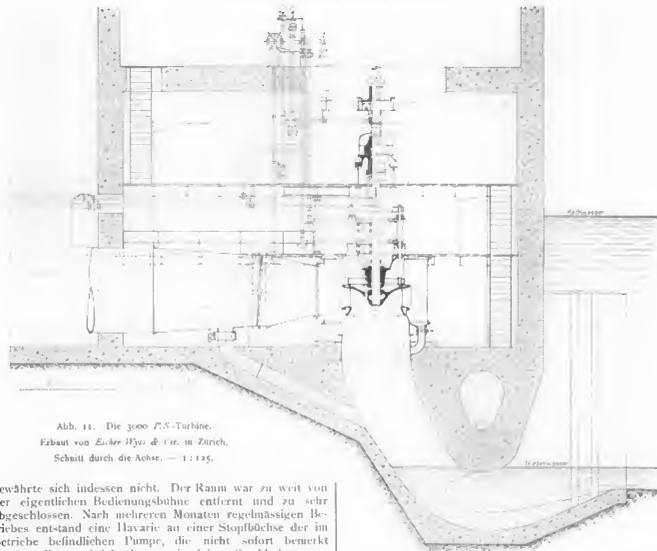 Hochwasser
Niederwasser
Abb. 11. Die 3000 P.S.-Turbine.
Erbaut von Escher Wyss & Cie. in Zürich.
Schnitt durch die Achse. — 1 : 125.
ewährte sich indessen nicht. Der Raum war zu weit von
er eigentlichen Bedienungsbühne entfernt und zu sehr
bgeschlossen. Nach mehreren Monaten regelmässigen Be-
riebes entstand eine Havarie an einer Stopfbüchse der im
etriebe befindlichen Pumpe, die nicht sofort bemerkt